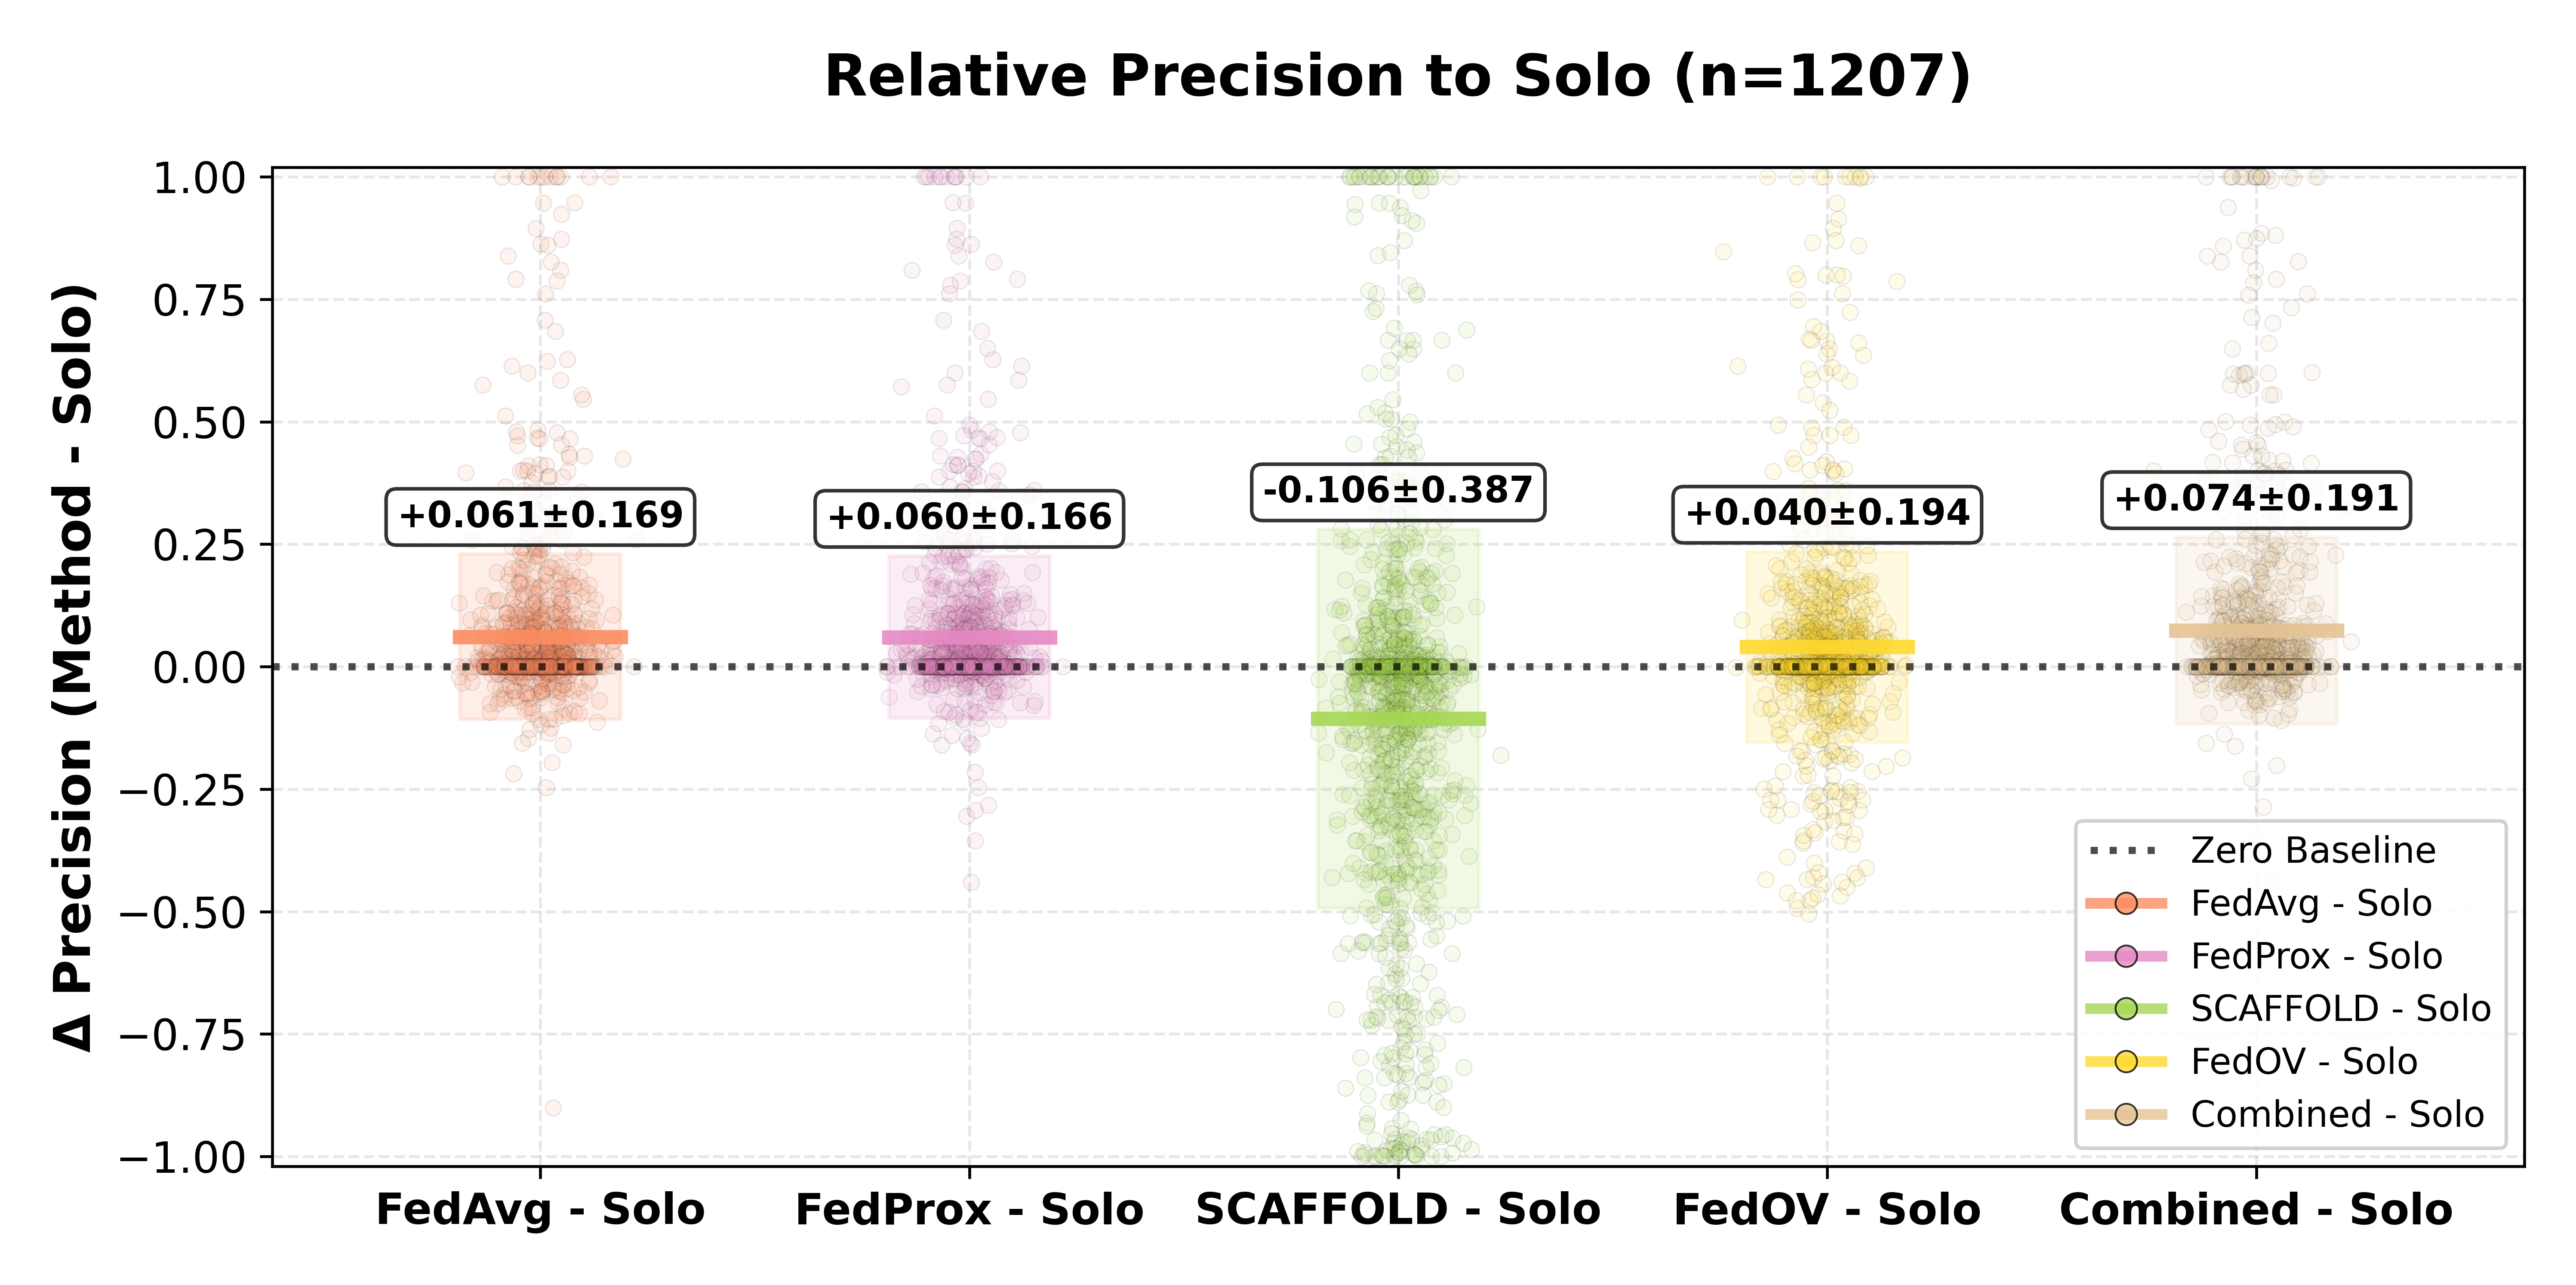 Relative Precision to Solo (n=1207)
Δ Precision (Method - Solo)
1.00
0.75
0.50
0.25
0.00
−0.25
−0.50
−0.75
−1.00
+0.061±0.169
+0.060±0.166
-0.106±0.387
+0.040±0.194
+0.074±0.191
Zero Baseline
FedAvg - Solo
FedProx - Solo
SCAFFOLD - Solo
FedOV - Solo
Combined - Solo
FedAvg - Solo
FedProx - Solo
SCAFFOLD - Solo
FedOV - Solo
Combined - Solo